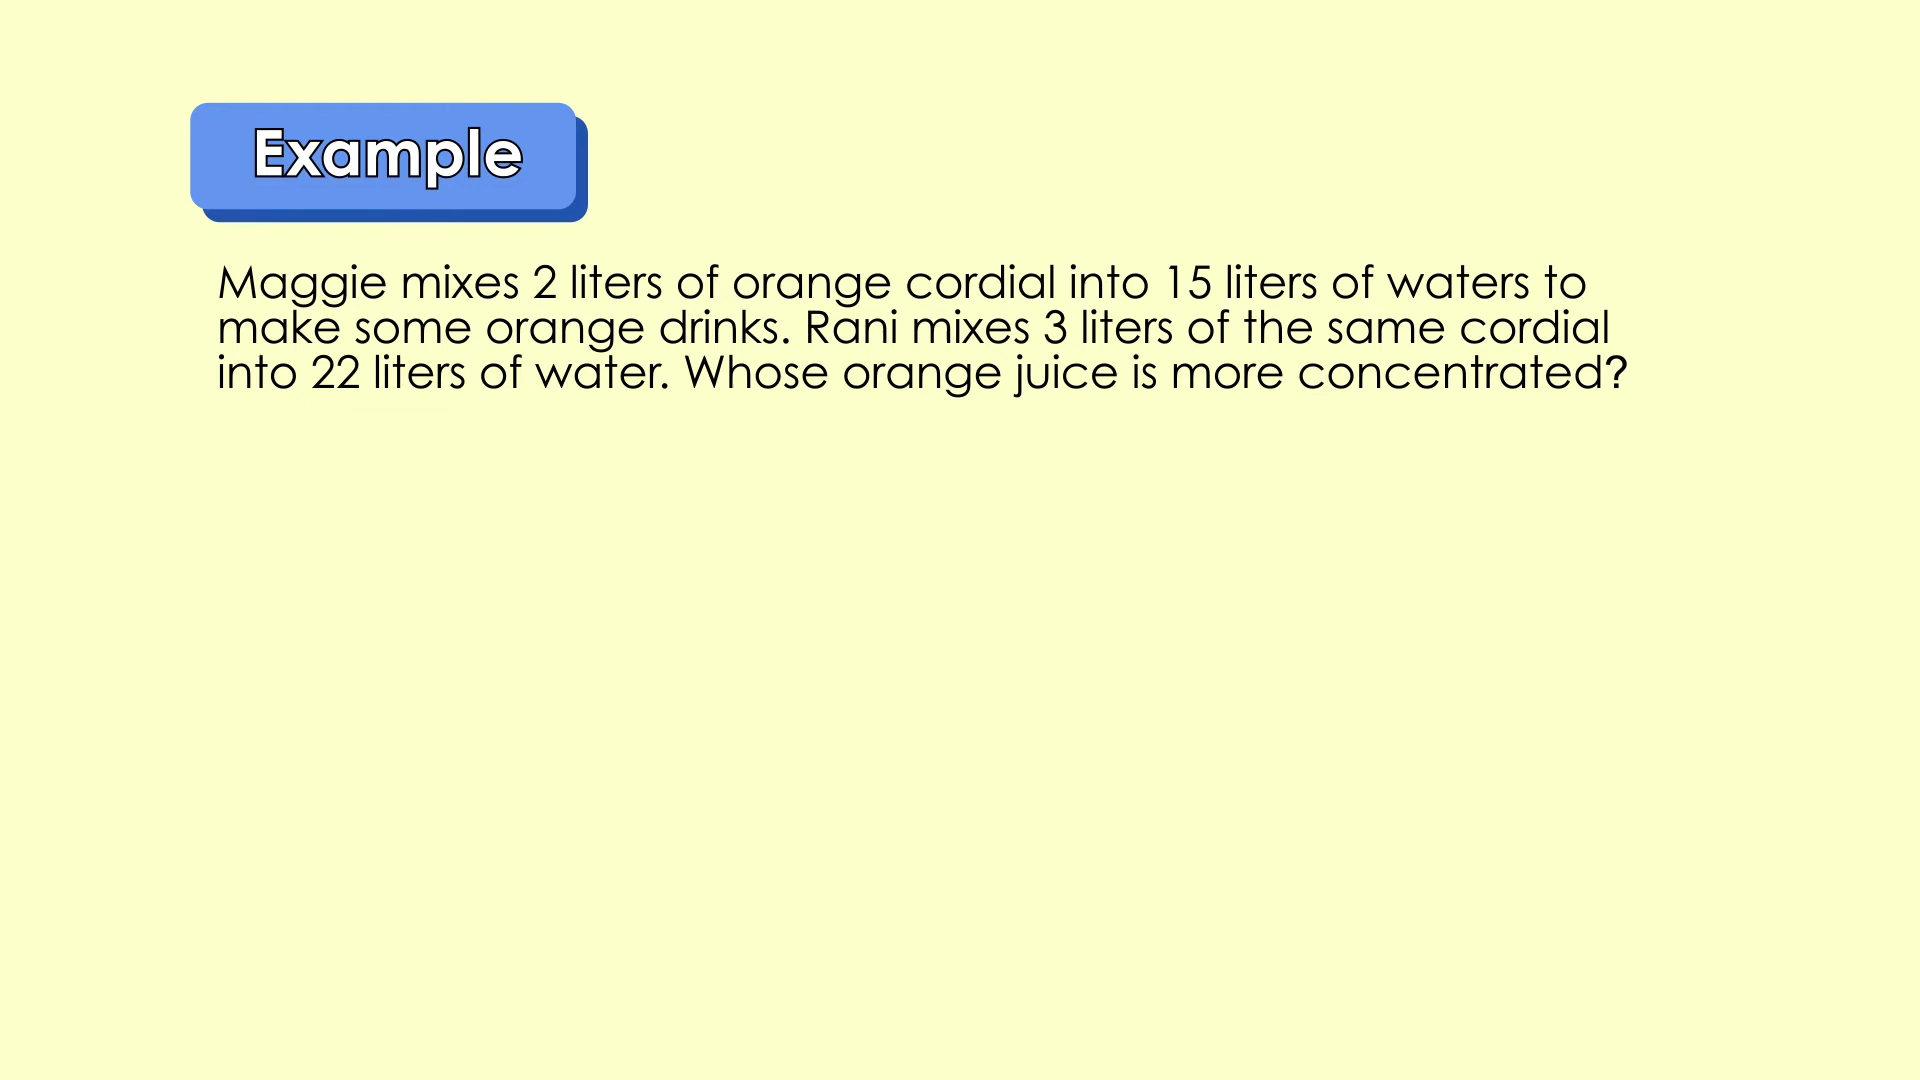 Example
Maggie mixes 2 liters of orange cordial into 15 liters of waters to
make some orange drinks. Rani mixes 3 liters of the same cordial
into 22 liters of water. Whose orange juice is more concentrated?